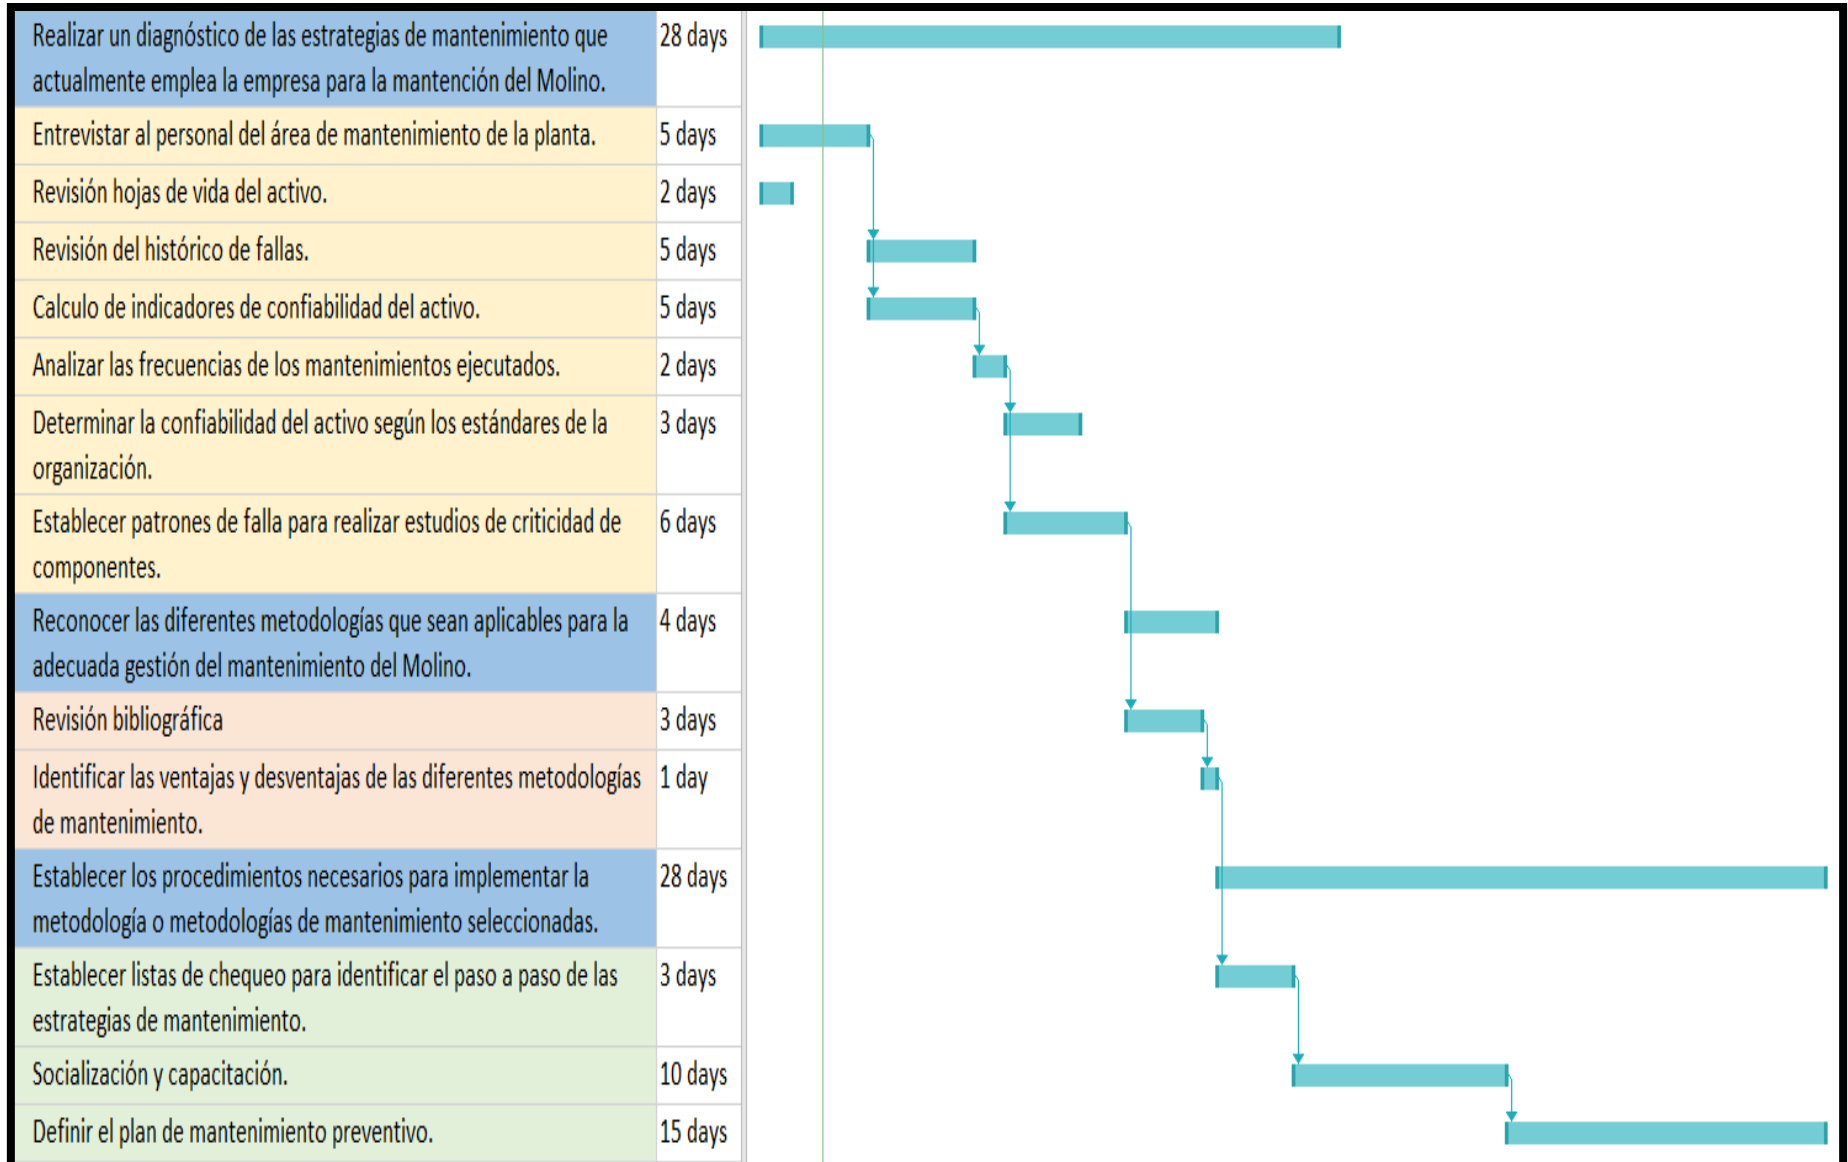 Realizar un diagnóstico de las estrategias de mantenimiento que 28 days
actualmente emplea la empresa para la mantención del Molino.
Entrevistar al personal del área de mantenimiento de la planta. 5 days
Revisión hojas de vida del activo. 2 days
Revisión del histórico de fallas. 5 days
Calculo de indicadores de confiabilidad del activo. 5 days
Analizar las frecuencias de los mantenimientos ejecutados. 2 days
Determinar la confiabilidad del activo según los estándares de la 3 days
organización.
Establecer patrones de falla para realizar estudios de criticidad de 6 days
componentes.
Reconocer las diferentes metodologías que sean aplicables para la 4 days
adecuada gestión del mantenimiento del Molino.
Revisión bibliográfica 3 days
Identificar las ventajas y desventajas de las diferentes metodologías 1 day
de mantenimiento.
Establecer los procedimientos necesarios para implementar la 28 days
metodología o metodologías de mantenimiento seleccionadas.
Establecer listas de chequeo para identificar el paso a paso de las 3 days
estrategias de mantenimiento.
Socialización y capacitación. 10 days
Definir el plan de mantenimiento preventivo. 15 days